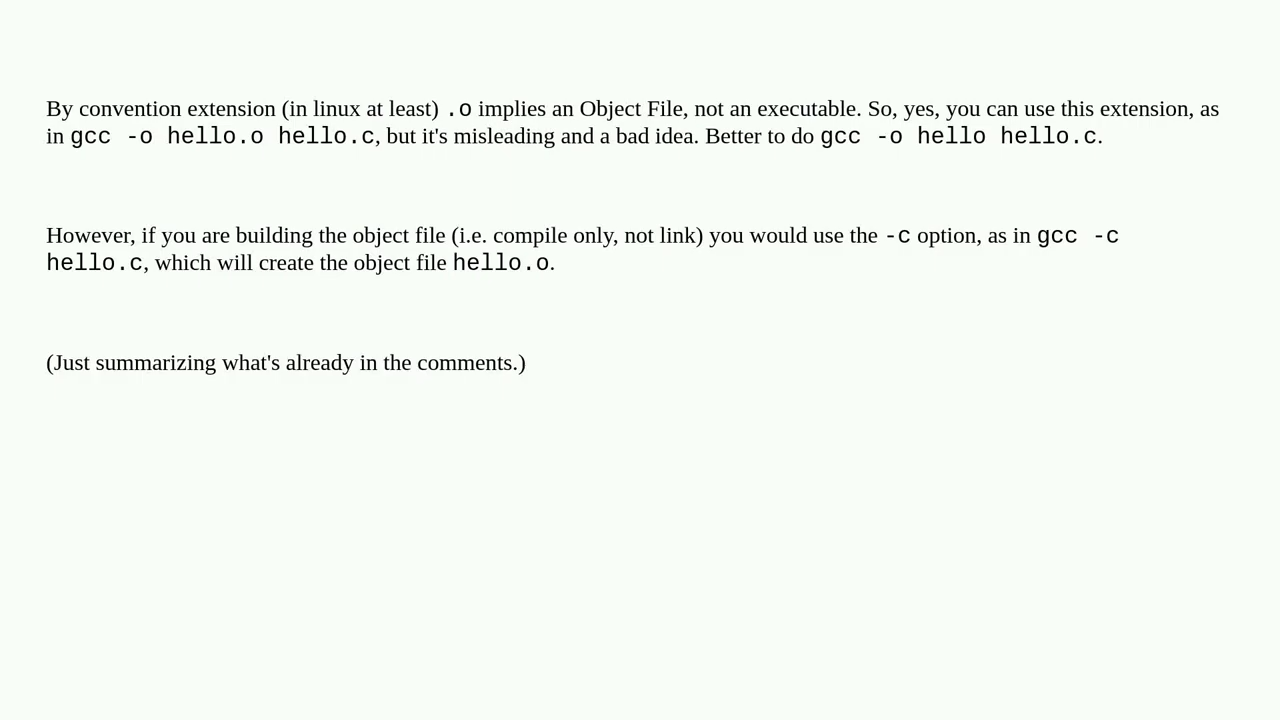 By convention extension (in linux at least) .o implies an Object File, not an executable. So, yes, you can use this extension, as
in gcc -o hello.o hello.c, but it's misleading and a bad idea. Better to do gcc -o hello hello.c.
However, if you are building the object file (i.e. compile only, not link) you would use the -c option, as in gcc -c
hello.c, which will create the object file hello.o.
(Just summarizing what's already in the comments.)